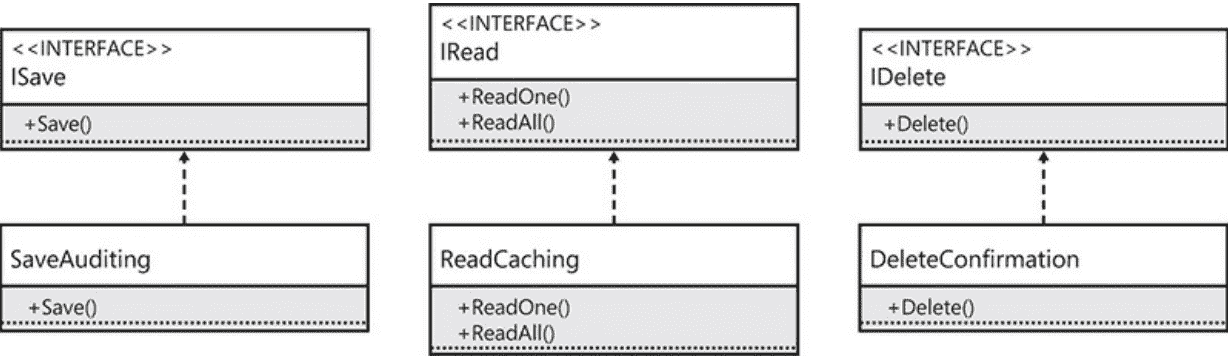 <<INTERFACE>>
ISave
+Save()
<<INTERFACE>>
IRead
+ReadOne()
+ReadAll()
<<INTERFACE>>
IDelete
+Delete()
SaveAuditing
+Save()
ReadCaching
+ReadOne()
+ReadAll()
DeleteConfirmation
+Delete()